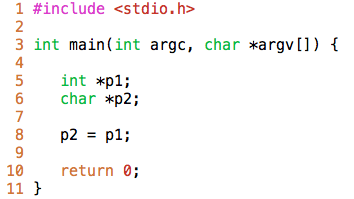 1 #include <stdio.h>
2
3 int main(int argc, char *argv[]) {
4
5    int *p1;
6    char *p2;
7
8    p2 = p1;
9
10    return 0;
11 }